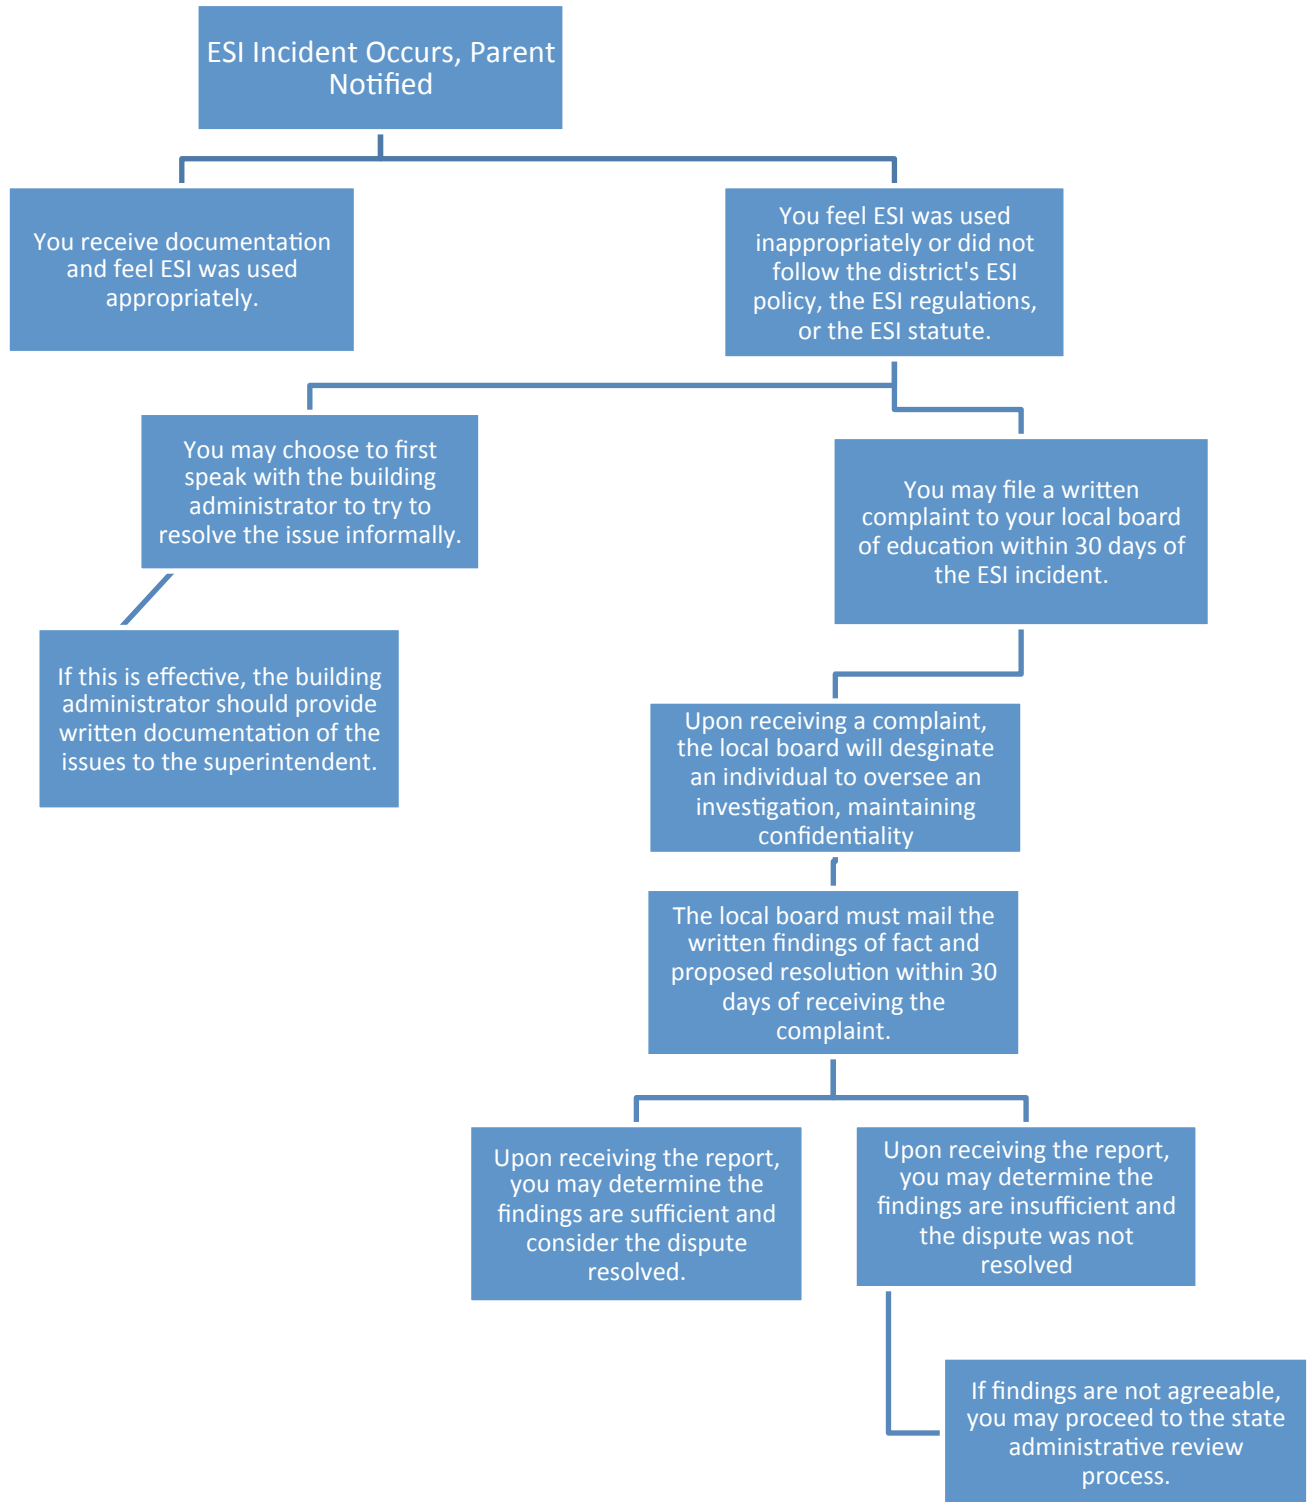 ESI Incident Occurs, Parent
Notified
You receive documentation
and feel ESI was used
appropriately.
You feel ESI was used
inappropriately or did not
follow the district's ESI
policy, the ESI regulations,
or the ESI statute.
You may choose to first
speak with the building
administrator to try to
resolve the issue informally.
You may file a written
complaint to your local board
of education within 30 days of
the ESI incident.
If this is effective, the building
administrator should provide
written documentation of the
issues to the superintendent.
Upon receiving a complaint,
the local board will desginate
an individual to oversee an
investigation, maintaining
confidentiality
The local board must mail the
written findings of fact and
proposed resolution within 30
days of receiving the
complaint.
Upon receiving the report,
you may determine the
findings are sufficient and
consider the dispute
resolved.
Upon receiving the report,
you may determine the
findings are insufficient and
the dispute was not
resolved
If findings are not agreeable,
you may proceed to the state
administrative review
process.